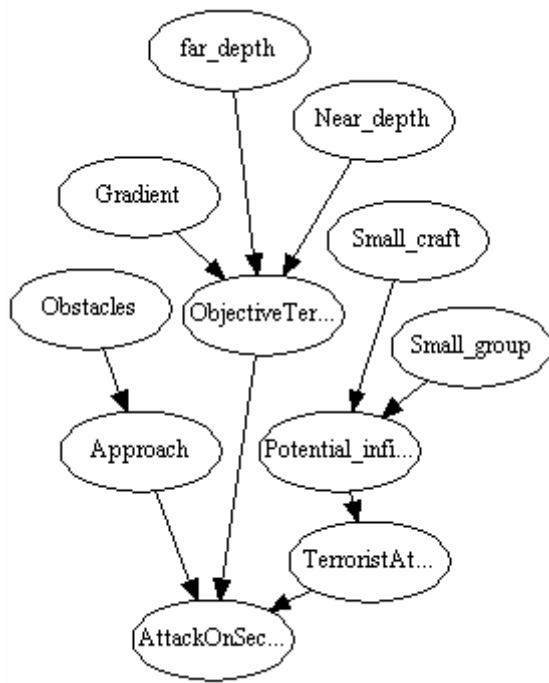 far_depth
Near_depth
Gradient
Small_craft
Obstacles
ObjectiveTer...
Small_group
Approach
Potential_infi...
TerroristAt...
AttackOnSec...